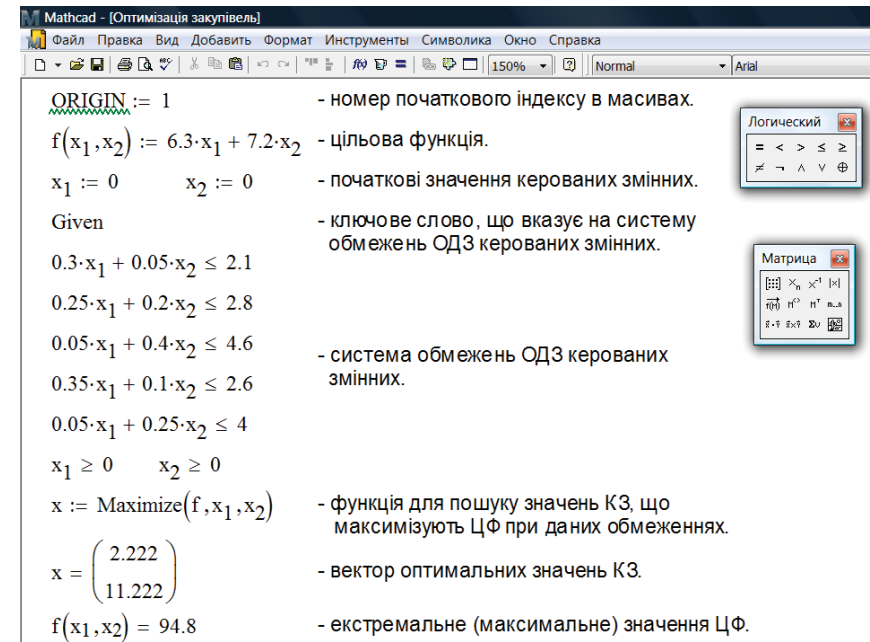 Mathcad - [Оптимізація закупівель]
Файл Правка Вид Добавить Формат Инструменты Символика Окно Справка
150% Normal Arial
ORIGIN := 1 - номер початкового індексу в масивах.
f(x₁,x₂) := 6.3·x₁ + 7.2·x₂ - цільова функція.
x₁ := 0 x₂ := 0 - початкові значення керованих змінних.
Given - ключове слово, що вказує на систему
обмежень ОДЗ керованих змінних.
0.3·x₁ + 0.05·x₂ ≤ 2.1
0.25·x₁ + 0.2·x₂ ≤ 2.8
0.05·x₁ + 0.4·x₂ ≤ 4.6
- система обмежень ОДЗ керованих
змінних.
0.35·x₁ + 0.1·x₂ ≤ 2.6
0.05·x₁ + 0.25·x₂ ≤ 4
x₁ ≥ 0 x₂ ≥ 0
x := Maximize(f,x₁,x₂) - функція для пошуку значень КЗ, що
максимізують ЦФ при даних обмеженнях.
x = (2.222
11.222) - вектор оптимальних значень КЗ.
f(x₁,x₂) = 94.8 - екстремальне (максимальне) значення ЦФ.
Логический
= < > ≤ ≥
≠ ¬ ∧ ∨ ⊕
Матрица